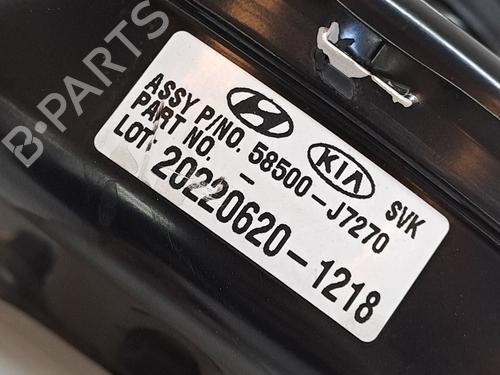 B-PARTS
KIA SVK
ASSY P/NO. 58500-J7270
PART NO. -
LOT: 20220620-1218